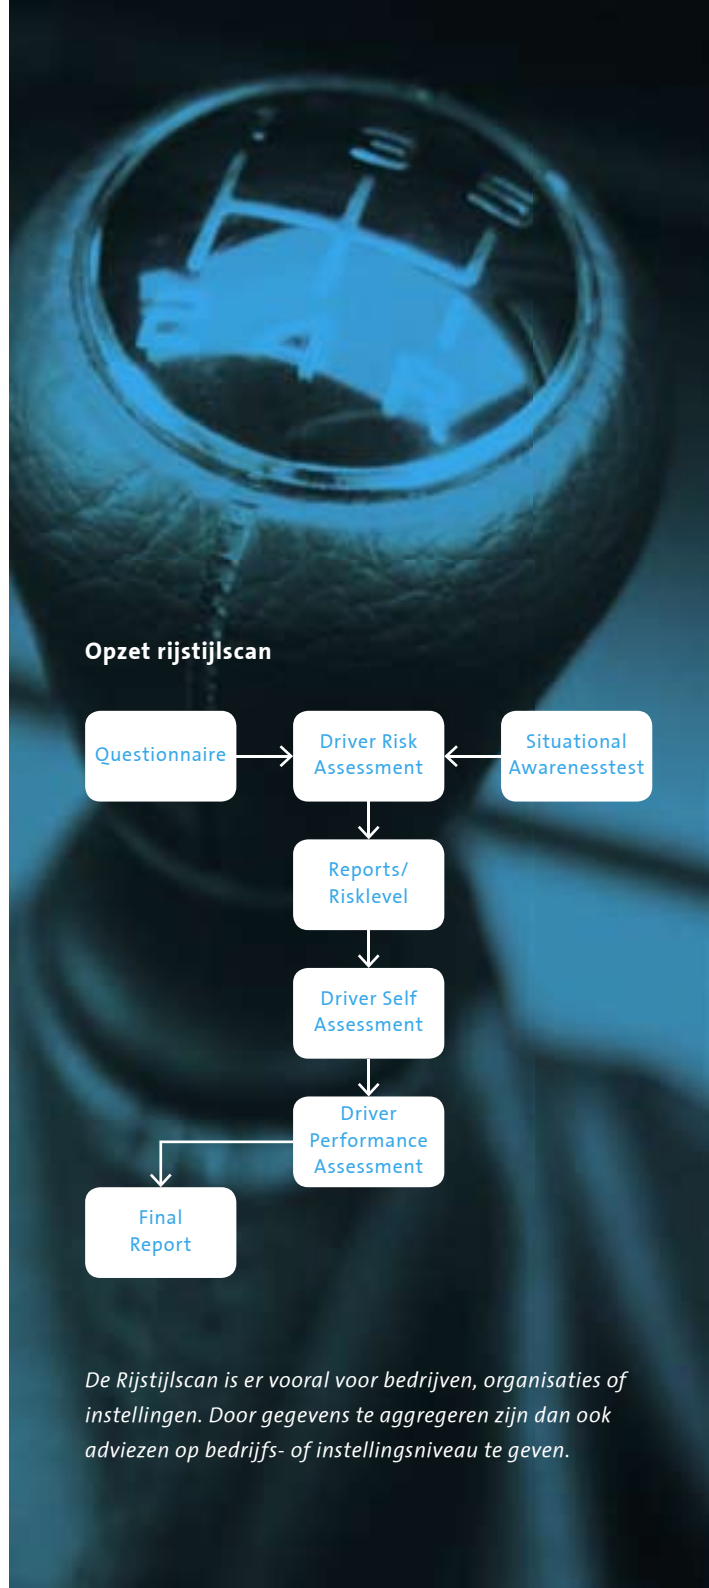 Opzet rijstijlscan
Questionnaire
Driver Risk
Assessment
Situational
Awarenesstest
Reports/
Risklevel
Driver Self
Assessment
Driver
Performance
Assessment
Final
Report
De Rijstijlscan is er vooral voor bedrijven, organisaties of
instellingen. Door gegevens te aggregeren zijn dan ook
adviezen op bedrijfs- of instellingsniveau te geven.